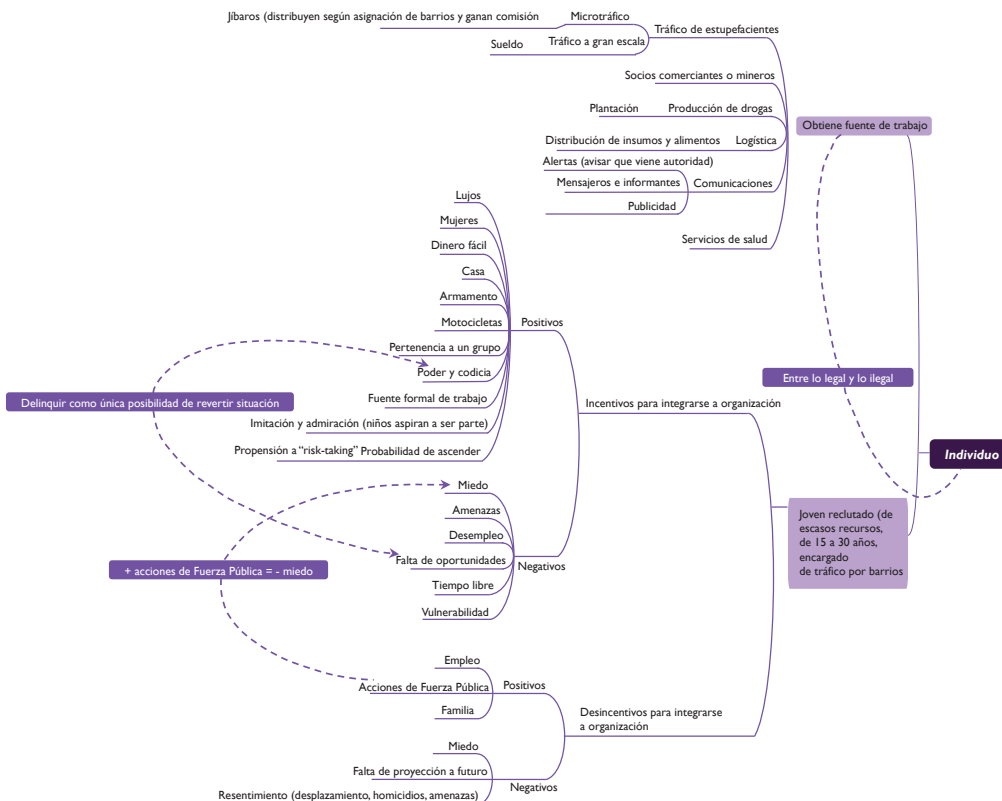 Jíbaros (distribuyen según asignación de barrios y ganan comisión
Microtráfico
Sueldo
Tráfico a gran escala
Tráfico de estupefacientes
Socios comerciantes o mineros
Plantación
Producción de drogas
Distribución de insumos y alimentos
Logística
Alertas (avisar que viene autoridad)
Mensajeros e informantes
Publicidad
Comunicaciones
Servicios de salud
Obtiene fuente de trabajo
Lujos
Mujeres
Dinero fácil
Casa
Armamento
Motocicletas
Pertenencia a un grupo
Poder y codicia
Fuente formal de trabajo
Imitación y admiración (niños aspiran a ser parte)
Propensión a “risk-taking” Probabilidad de ascender
Positivos
Delinquir como única posibilidad de revertir situación
Incentivos para integrarse a organización
Entre lo legal y lo ilegal
Individuo
Miedo
Amenazas
Desempleo
Falta de oportunidades
Tiempo libre
Vulnerabilidad
Negativos
+ acciones de Fuerza Pública = - miedo
Joven reclutado (de
escasos recursos,
de 15 a 30 años,
encargado
de tráfico por barrios
Empleo
Acciones de Fuerza Pública
Familia
Positivos
Desincentivos para integrarse
a organización
Miedo
Falta de proyección a futuro
Resentimiento (desplazamiento, homicidios, amenazas)
Negativos